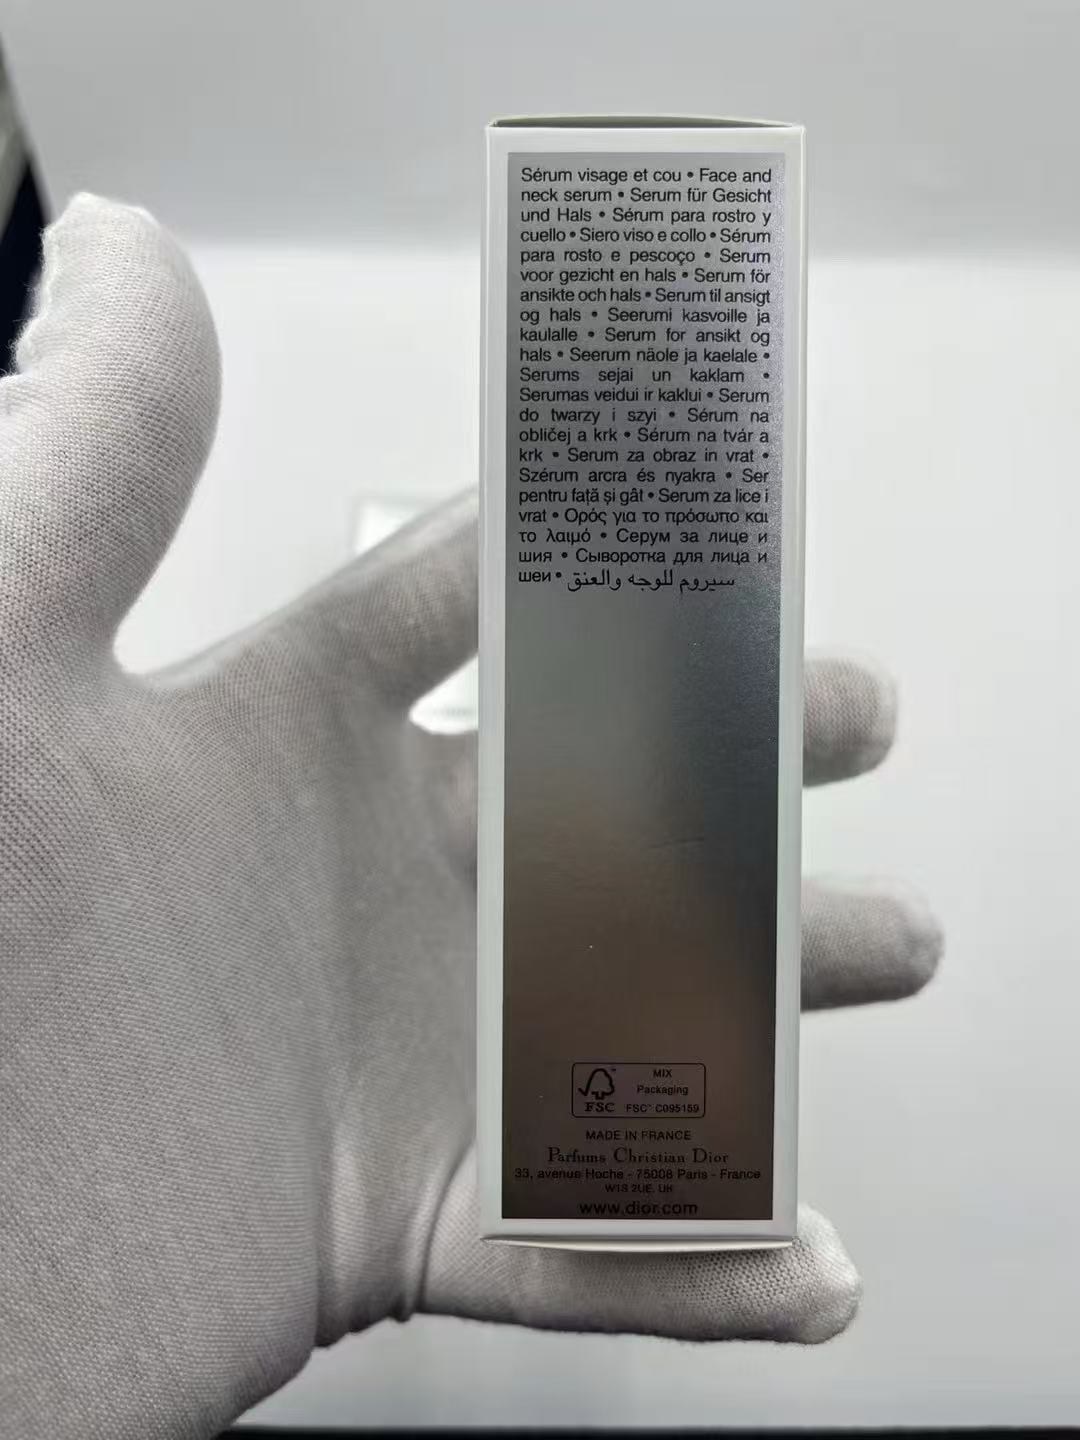 Sérum visage et cou • Face and
neck serum • Serum für Gesicht
und Hals • Sérum para rostro y
cuello • Siero viso e collo • Sérum
para rosto e pescoço • Serum
voor gezicht en hals • Serum för
ansikte och hals • Serum til ansigt
og hals • Seerumi kasvoille ja
kaulalle • Serum for ansikt og
hals • Seerum näole ja kaelale •
Serums sejai un kaklam •
Serumas veidui ir kaklui • Serum
do twarzy i szyi • Sérum na
obličej a krk • Sérum na tvár a
krk • Serum za obraz in vrat •
Szérum arcra és nyakra • Ser
pentru față și gât • Serum za lice i
vrat • Ορός για το πρόσωπο και
το λαιμό • Серум за лице и
шия • Сыворотка для лица и
шеи • سيروم للوجه والعنق
MIX
Packaging
FSC FSC™ C095159
MADE IN FRANCE
Parfums Christian Dior
33, avenue Hoche - 75008 Paris - France
W1S 2UE, UK
www.dior.com